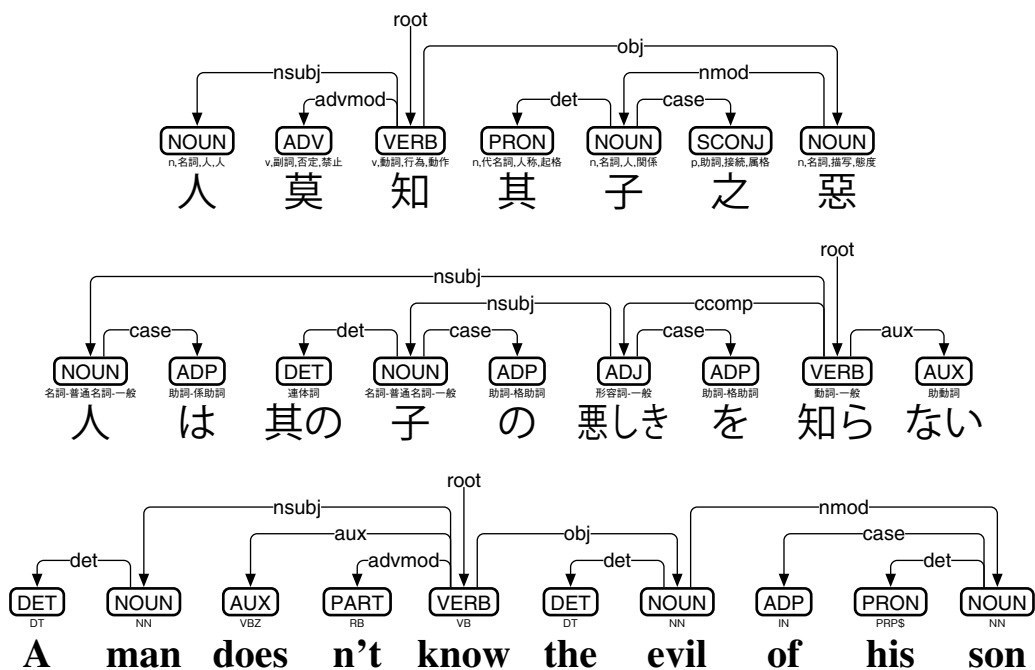 root
obj
nsubj nmod
advmod det case
NOUN ADV VERB PRON NOUN SCONJ NOUN
n,名詞,人,人 v,副詞,否定,禁止 v,動詞,行為,動作 n,代名詞,人称,起格 n,名詞,人,関係 p,助詞,接続,属格 n,名詞,描写,態度
人 莫 知 其 子 之 惡
root
nsubj
nsubj ccomp
case det case case aux
NOUN ADP DET NOUN ADP ADJ ADP VERB AUX
名詞-普通名詞-一般 助詞-係助詞 連体詞 名詞-普通名詞-一般 助詞-格助詞 形容詞-一般 助詞-格助詞 動詞-一般 助動詞
人 は 其の 子 の 悪しき を 知ら ない
root
nsubj nmod
aux obj case
det advmod det det
DET NOUN AUX PART VERB DET NOUN ADP PRON NOUN
DT NN VBZ RB VB DT NN IN PRP$ NN
A man does n't know the evil of his son